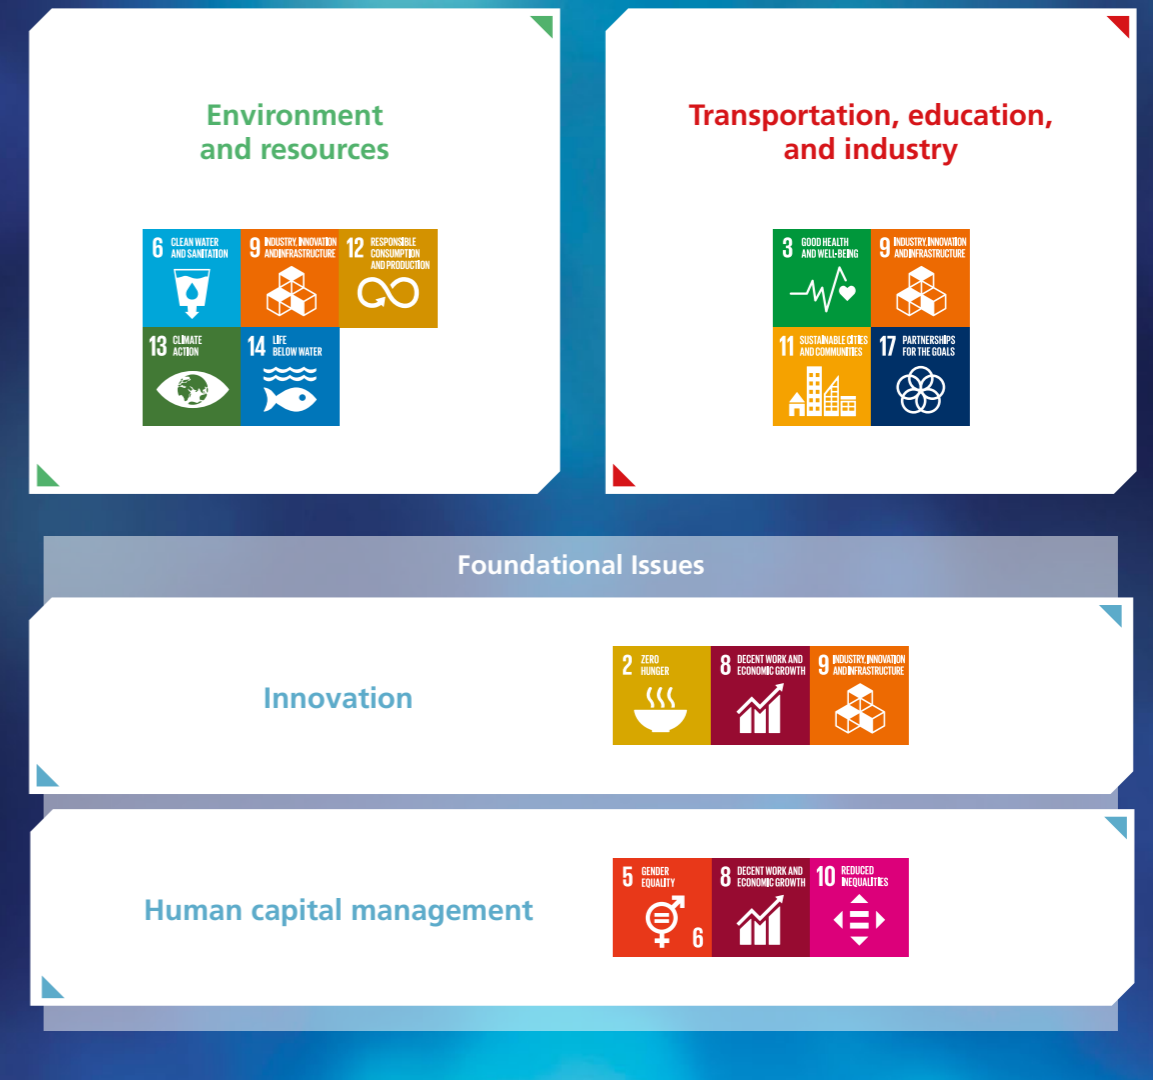 Environment
and resources
6 CLEAN WATER
AND SANITATION
9 INDUSTRY, INNOVATION
AND INFRASTRUCTURE
12 RESPONSIBLE
CONSUMPTION
AND PRODUCTION
13 CLIMATE
ACTION
14 LIFE
BELOW WATER
Transportation, education,
and industry
3 GOOD HEALTH
AND WELL-BEING
9 INDUSTRY, INNOVATION
AND INFRASTRUCTURE
11 SUSTAINABLE CITIES
AND COMMUNITIES
17 PARTNERSHIPS
FOR THE GOALS
Foundational Issues
Innovation
2 ZERO
HUNGER
8 DECENT WORK AND
ECONOMIC GROWTH
9 INDUSTRY, INNOVATION
AND INFRASTRUCTURE
Human capital management
5 GENDER
EQUALITY
6
8 DECENT WORK AND
ECONOMIC GROWTH
10 REDUCED
INEQUALITIES